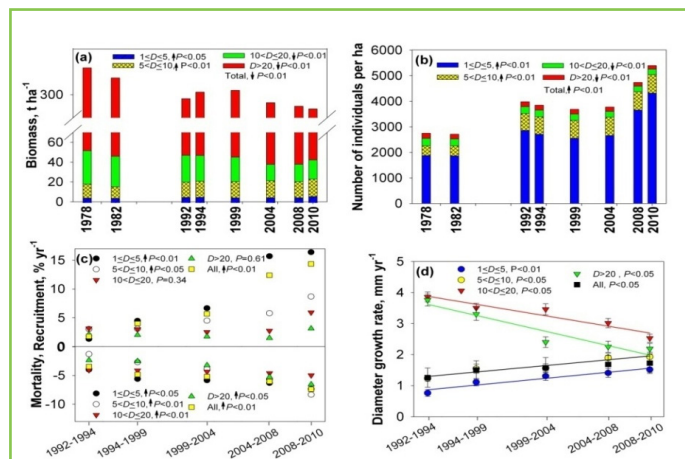 (a)
1≤D≤5, ↑P<0.05
10<D≤20, ↓P<0.01
5<D≤10, ↑P<0.01
D>20, ↓P<0.01
Total, ↓P<0.01
Biomass, t ha⁻¹
300
60
40
20
0
1978
1982
1992
1994
1999
2004
2008
2010
(b)
1≤D≤5, ↑P<0.01
10<D≤20, ↓P<0.01
5<D≤10, ↑P<0.01
D>20, ↓P<0.01
Total, ↑P<0.01
Number of individuals per ha
6000
5000
4000
3000
2000
1000
0
1978
1982
1992
1994
1999
2004
2008
2010
(c)
1≤D≤5, ↑P<0.01
D>20, P=0.61
5<D≤10, ↑P<0.05
All, ↑P<0.01
10<D≤20, P=0.34
Mortality, Recruitment, % yr⁻¹
15
10
5
0
-5
-10
1≤D≤5, ↑P<0.05
D>20, ↑P<0.05
5<D≤10, ↑P<0.01
All, ↑P<0.01
10<D≤20, ↑P<0.01
1992-1994
1994-1999
1999-2004
2004-2008
2008-2010
(d)
1≤D≤5, P<0.01
D>20, P<0.05
5<D≤10, P<0.05
All, P<0.05
10<D≤20, P<0.05
Diameter growth rate, mm yr⁻¹
5
4
3
2
1
0
1992-1994
1994-1999
1999-2004
2004-2008
2008-2010